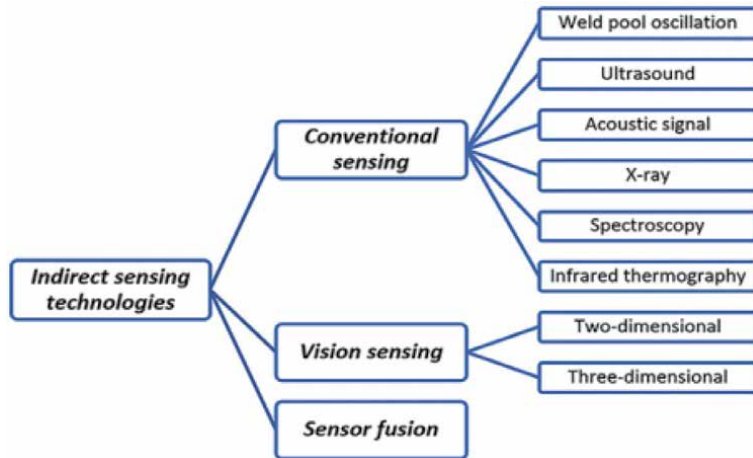 Weld pool oscillation
Ultrasound
Conventional
sensing
Acoustic signal
X-ray
Spectroscopy
Indirect sensing
technologies
Infrared thermography
Vision sensing
Two-dimensional
Three-dimensional
Sensor fusion